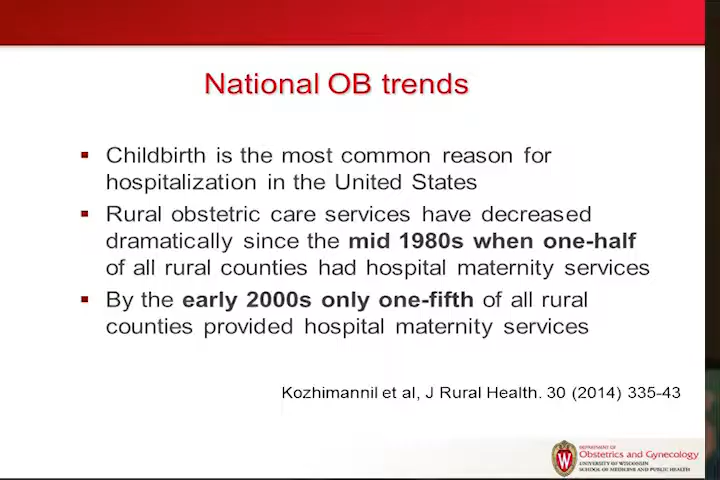 National OB trends
Childbirth is the most common reason for
hospitalization in the United States
Rural obstetric care services have decreased
dramatically since the mid 1980s when one-half
of all rural counties had hospital maternity services
By the early 2000s only one-fifth of all rural
counties provided hospital maternity services
Kozhimannil et al, J Rural Health. 30 (2014) 335-43
DEPARTMENT OF
Obstetrics and Gynecology
UNIVERSITY OF WISCONSIN
SCHOOL OF MEDICINE AND PUBLIC HEALTH
W